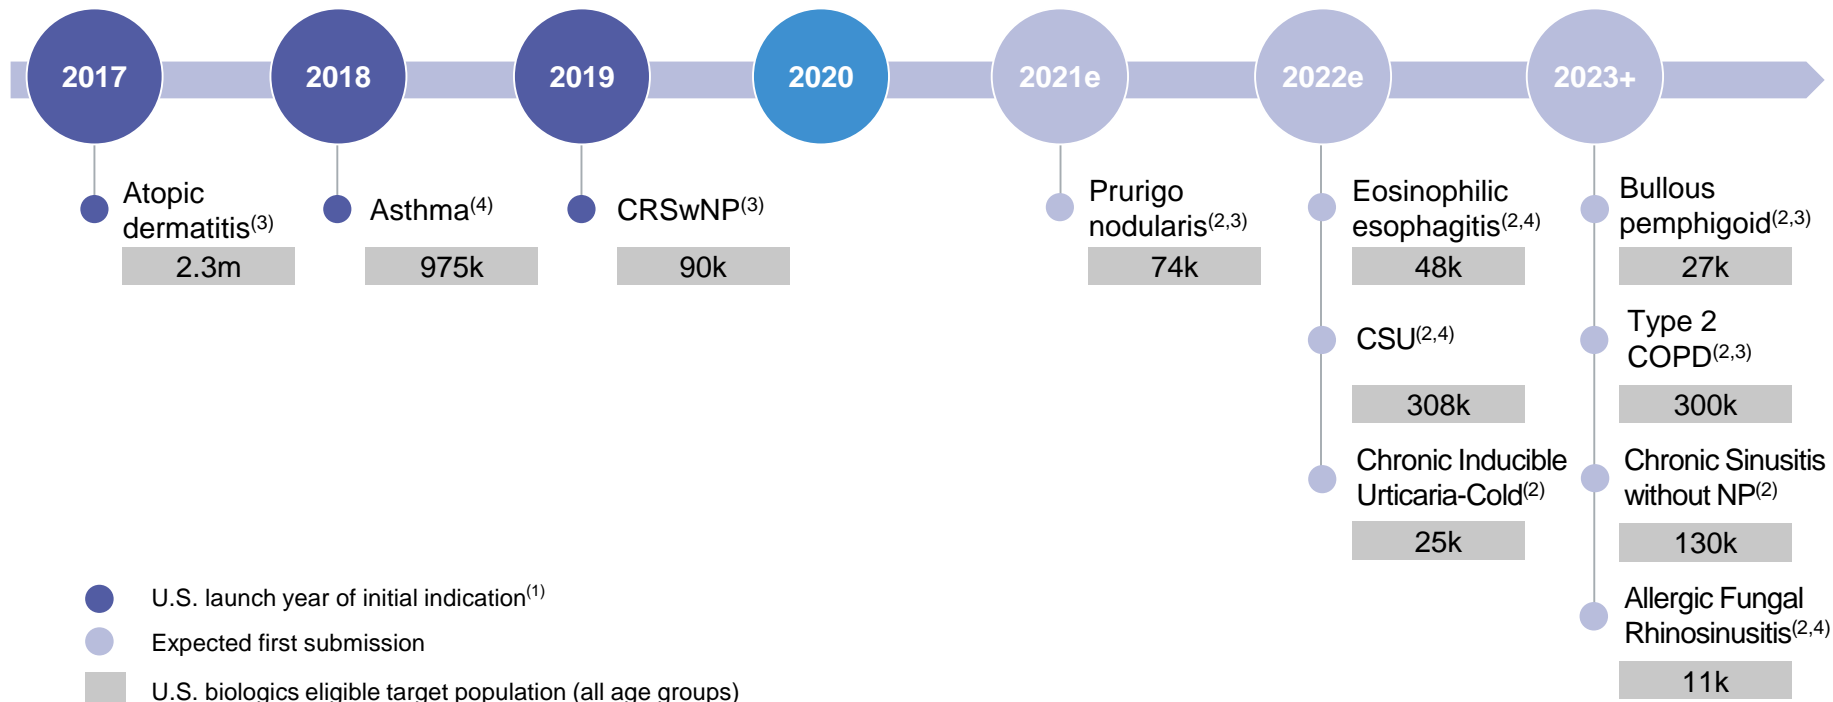 2017
2018
2019
2020
2021e
2022e
2023+
Atopic
dermatitis(3)
2.3m
Asthma(4)
975k
CRSwNP(3)
90k
Prurigo
nodularis(2,3)
74k
Eosinophilic
esophagitis(2,4)
48k
CSU(2,4)
308k
Chronic Inducible
Urticaria-Cold(2)
25k
Bullous
pemphigoid(2,3)
27k
Type 2
COPD(2,3)
300k
Chronic Sinusitis
without NP(2)
130k
Allergic Fungal
Rhinosinusitis(2,4)
11k
U.S. launch year of initial indication(1)
Expected first submission
U.S. biologics eligible target population (all age groups)